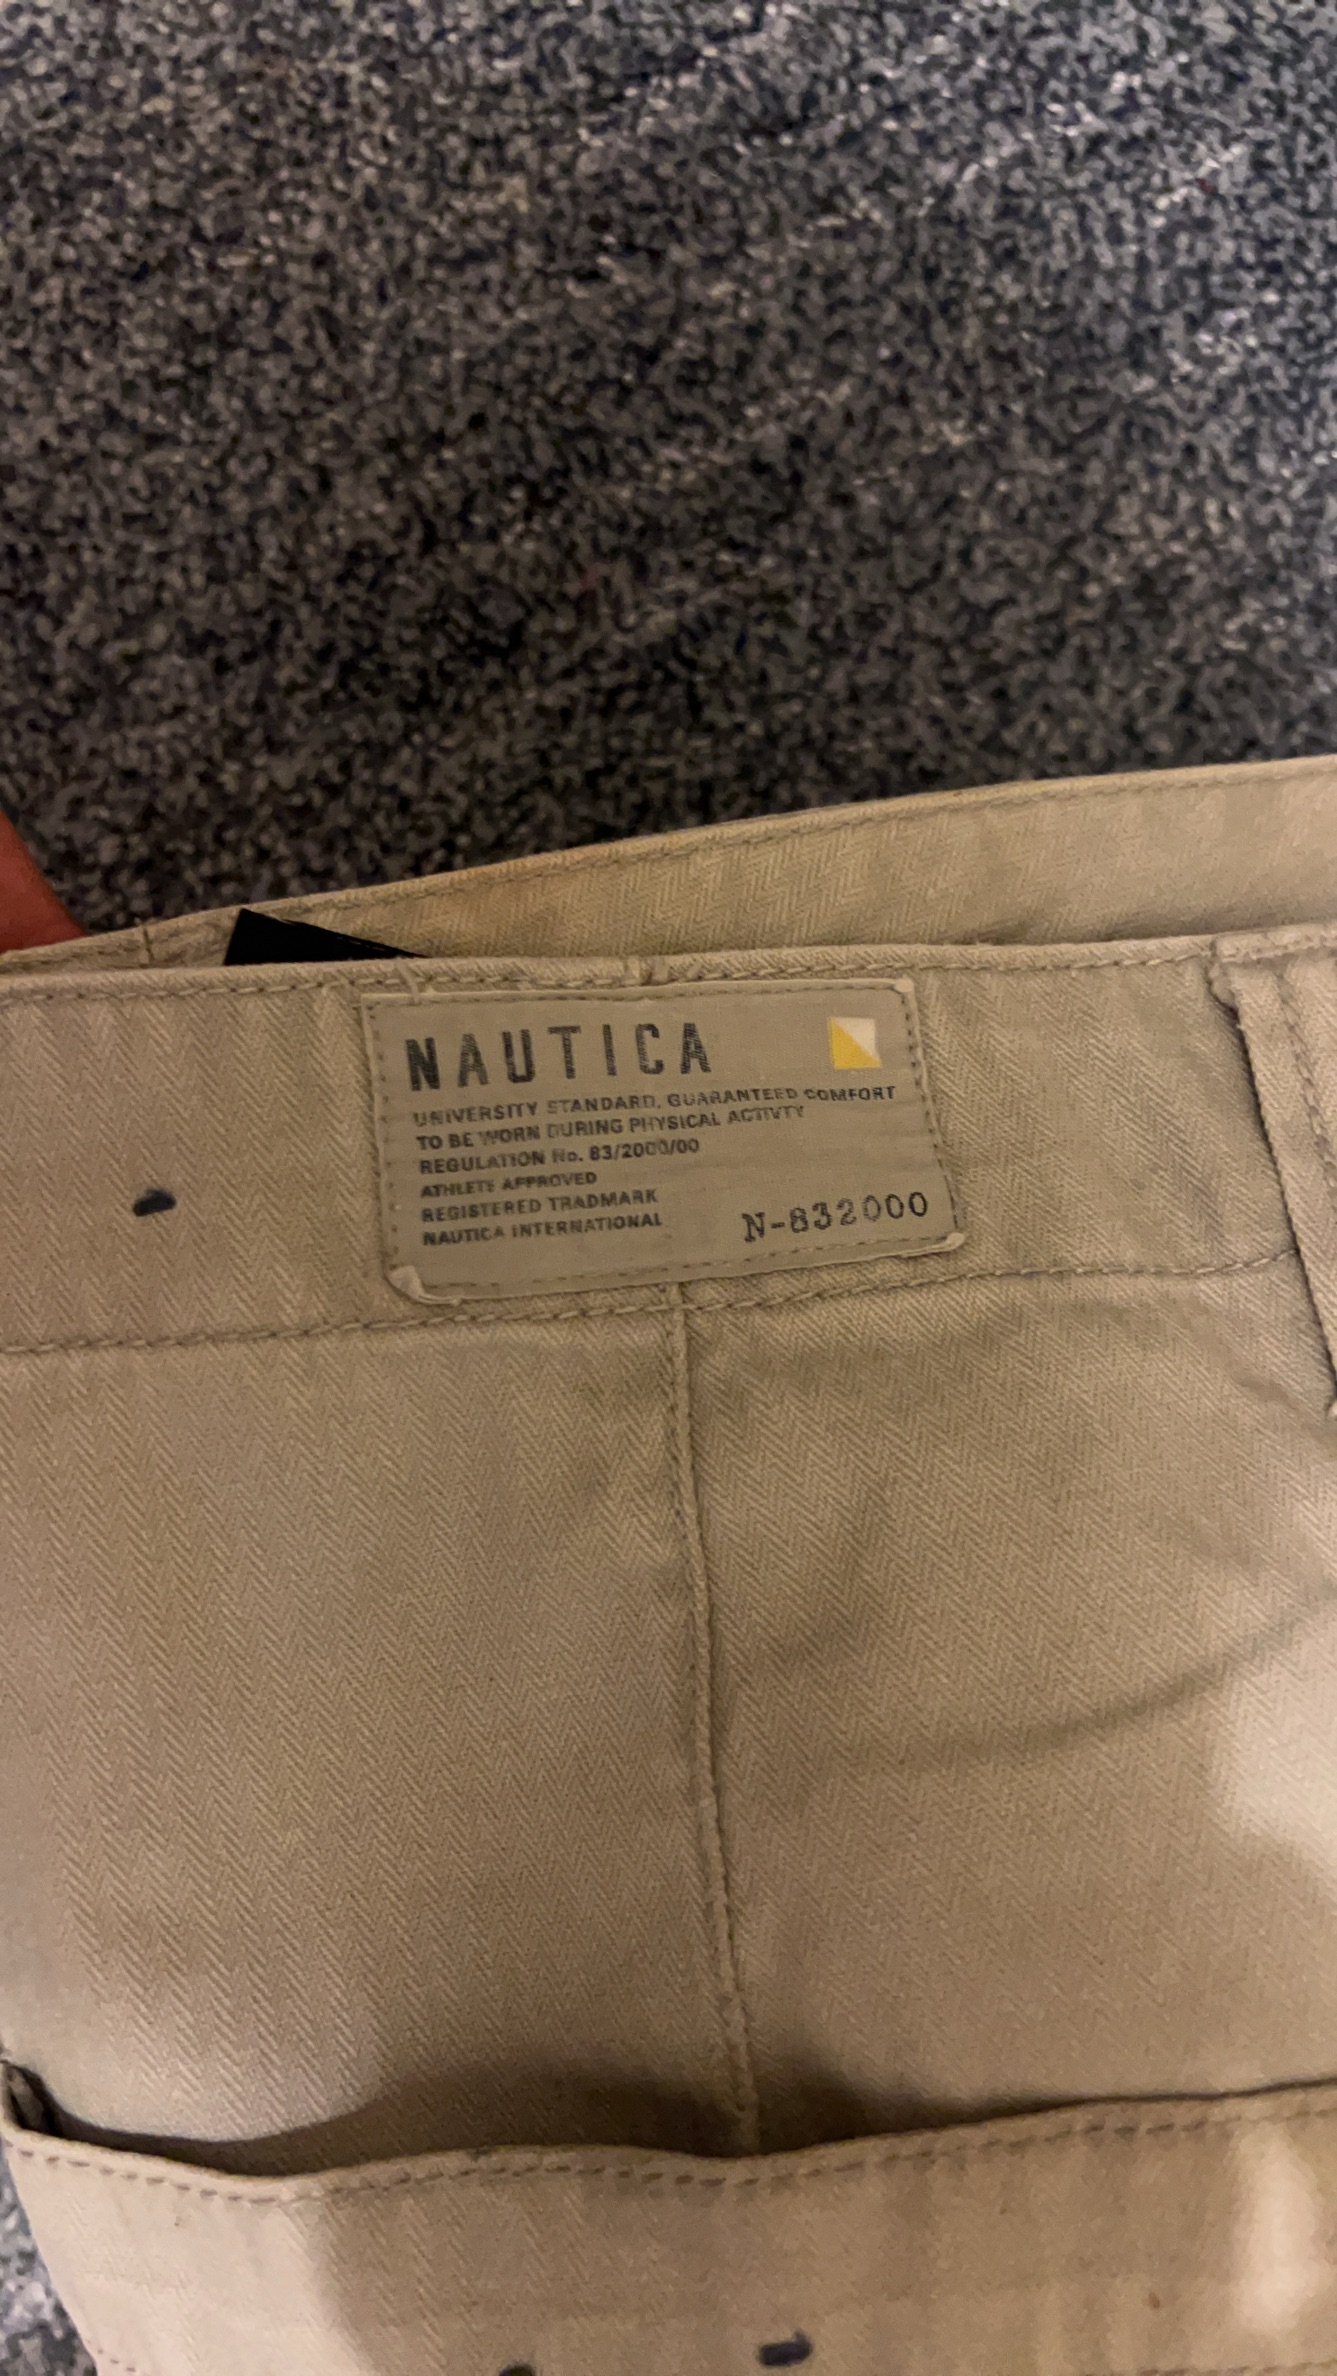 NAUTICA
UNIVERSITY STANDARD, GUARANTEED COMFORT
TO BE WORN DURING PHYSICAL ACTIVTY
REGULATION No. 83/2000/00
ATHLETE APPROVED
REGISTERED TRADMARK
NAUTICA INTERNATIONAL
N-832000